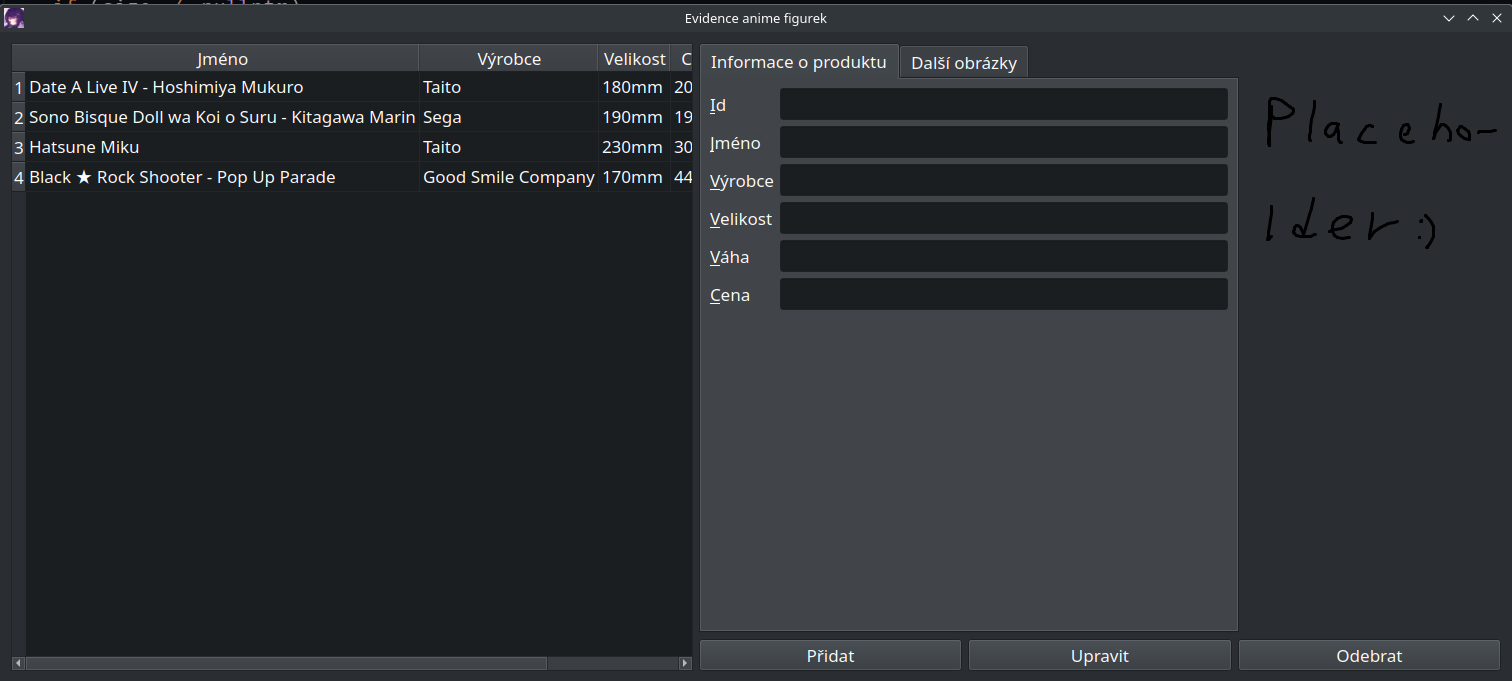 Evidence anime figurek
Jméno Výrobce Velikost C
1 Date A Live IV - Hoshimiya Mukuro Taito 180mm 20
2 Sono Bisque Doll wa Koi o Suru - Kitagawa Marin Sega 190mm 19
3 Hatsune Miku Taito 230mm 30
4 Black ★ Rock Shooter - Pop Up Parade Good Smile Company 170mm 44
Informace o produktu Další obrázky
Id
Jméno
Výrobce
Velikost
Váha
Cena
Placeho-
lder :)
Přidat Upravit Odebrat